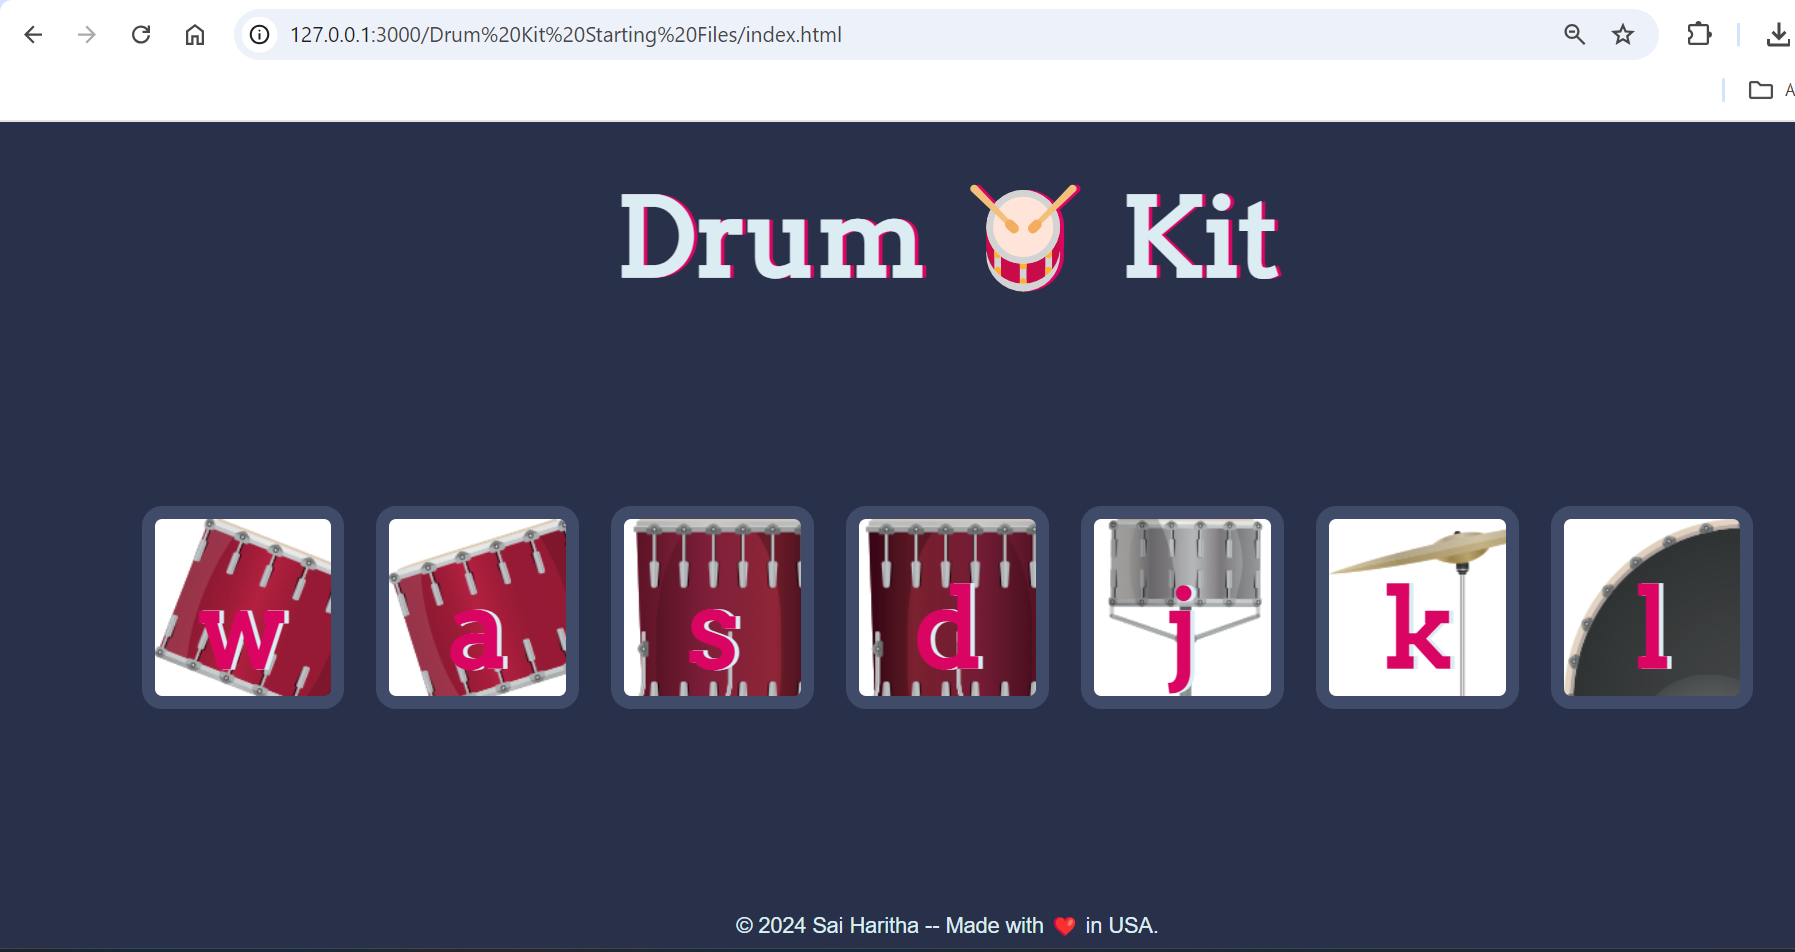 127.0.0.1:3000/Drum%20Kit%20Starting%20Files/index.html
A
Drum 🥁 Kit
w a s d j k l
© 2024 Sai Haritha -- Made with ❤️ in USA.